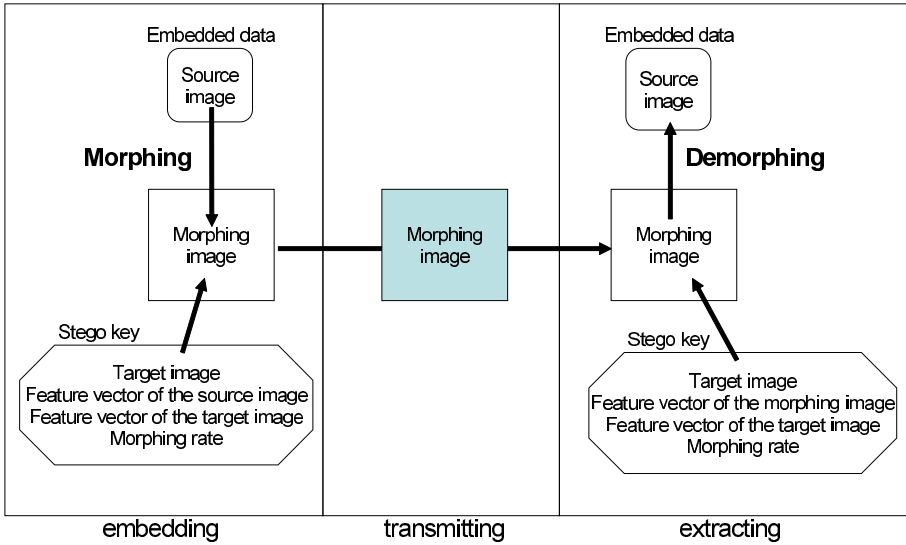 Embedded data
Source
image
Morphing
Morphing
image
Stego key
Target image
Feature vector of the source image
Feature vector of the target image
Morphing rate
embedding
Morphing
image
transmitting
Embedded data
Source
image
Demorphing
Morphing
image
Stego key
Target image
Feature vector of the morphing image
Feature vector of the target image
Morphing rate
extracting